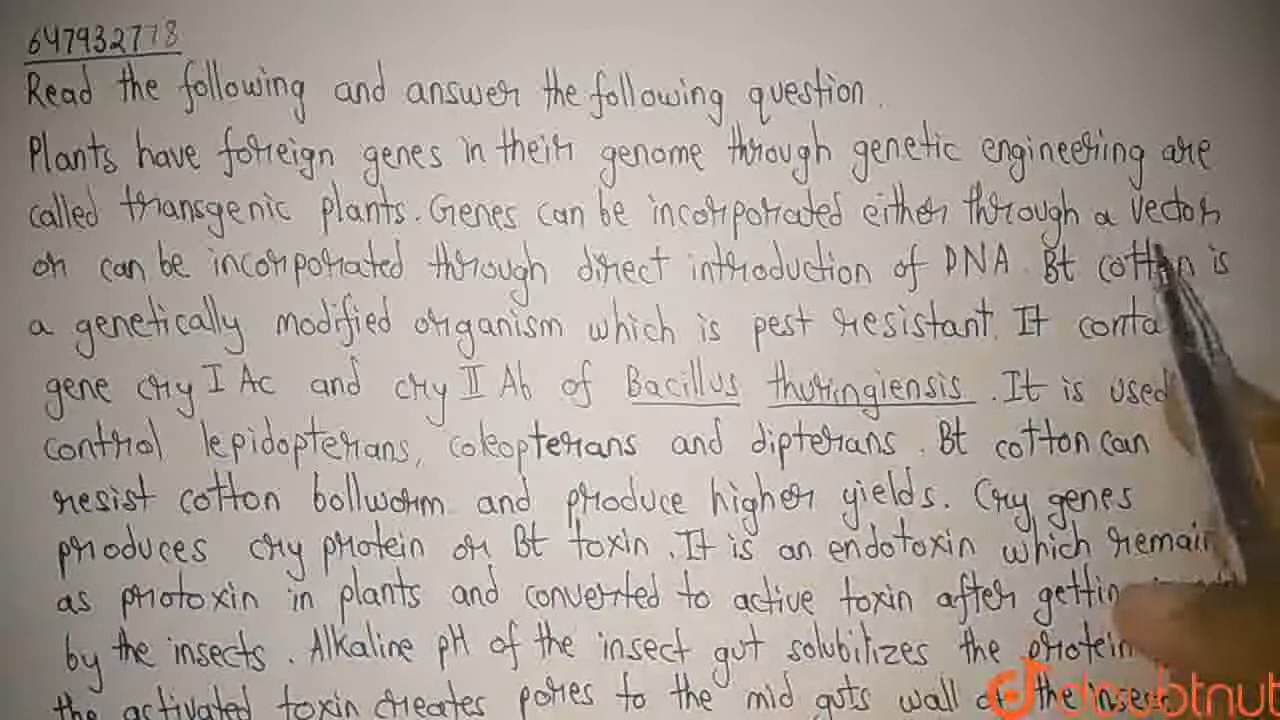 647932778
Read the following and answer the following question.
Plants have foreign genes in their genome through genetic engineering are
called transgenic plants. Genes can be incorporated either through a vector
or can be incorporated through direct introduction of DNA. Bt cotton is
a genetically modified organism which is pest resistant. It conta
gene cry I Ac and cry II Ab of Bacillus thuringiensis. It is used
control lepidopterans, coleopterans and dipterans. Bt cotton can
resist cotton bollworm and produce higher yields. Cry genes
produces cry protein or Bt toxin. It is an endotoxin which remain
as protoxin in plants and converted to active toxin after gettin
by the insects. Alkaline pH of the insect gut solubilizes the protein
the activated toxin creates pores to the mid guts wall of the insect
doubtnut